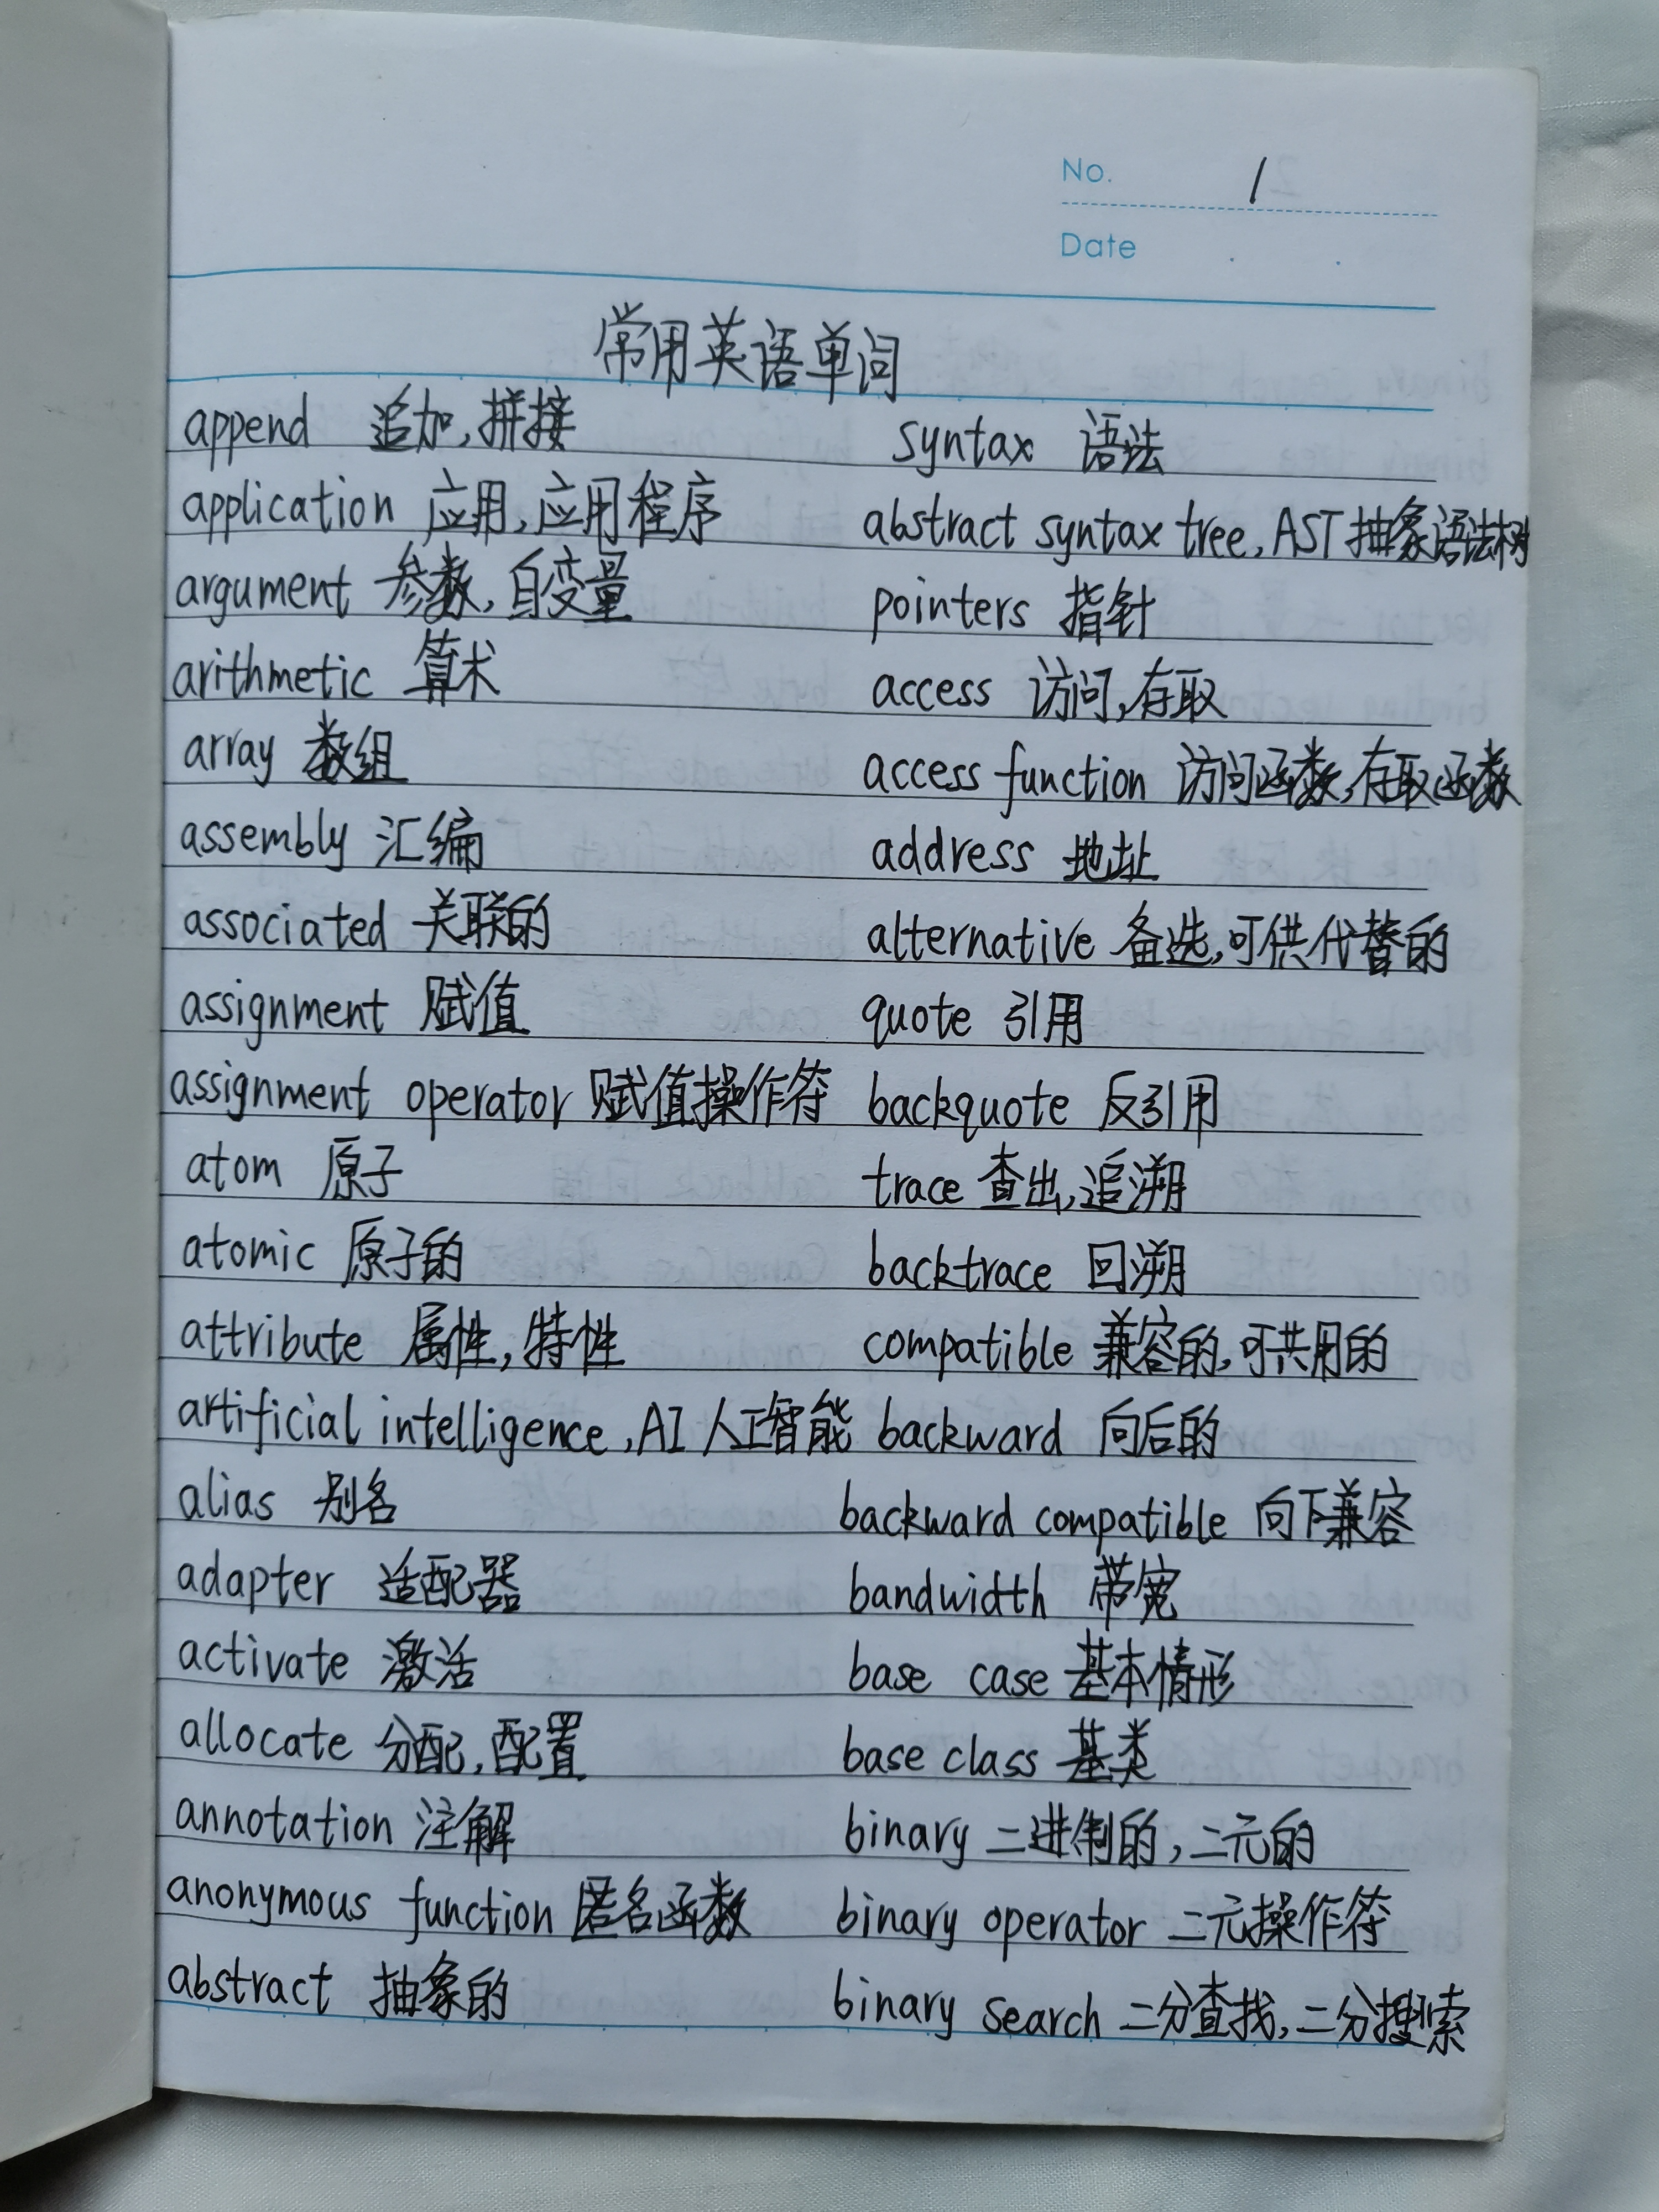 No. 1
Date
常用英语单词
append 追加,拼接
application 应用,应用程序
argument 参数,自变量
arithmetic 算术
array 数组
assembly 汇编
associated 关联的
assignment 赋值
assignment operator 赋值操作符
atom 原子
atomic 原子的
attribute 属性,特性
artificial intelligence,AI 人工智能
alias 别名
adapter 适配器
activate 激活
allocate 分配,配置
annotation 注解
anonymous function 匿名函数
abstract 抽象的
syntax 语法
abstract syntax tree,AST 抽象语法树
pointers 指针
access 访问,存取
access function 访问函数,存取函数
address 地址
alternative 备选,可供代替的
quote 引用
backquote 反引用
trace 查出,追溯
backtrace 回溯
compatible 兼容的,可共用的
backward 向后的
backward compatible 向下兼容
bandwidth 带宽
base case 基本情形
base class 基类
binary 二进制的,二元的
binary operator 二元操作符
binary search 二分查找,二分搜索